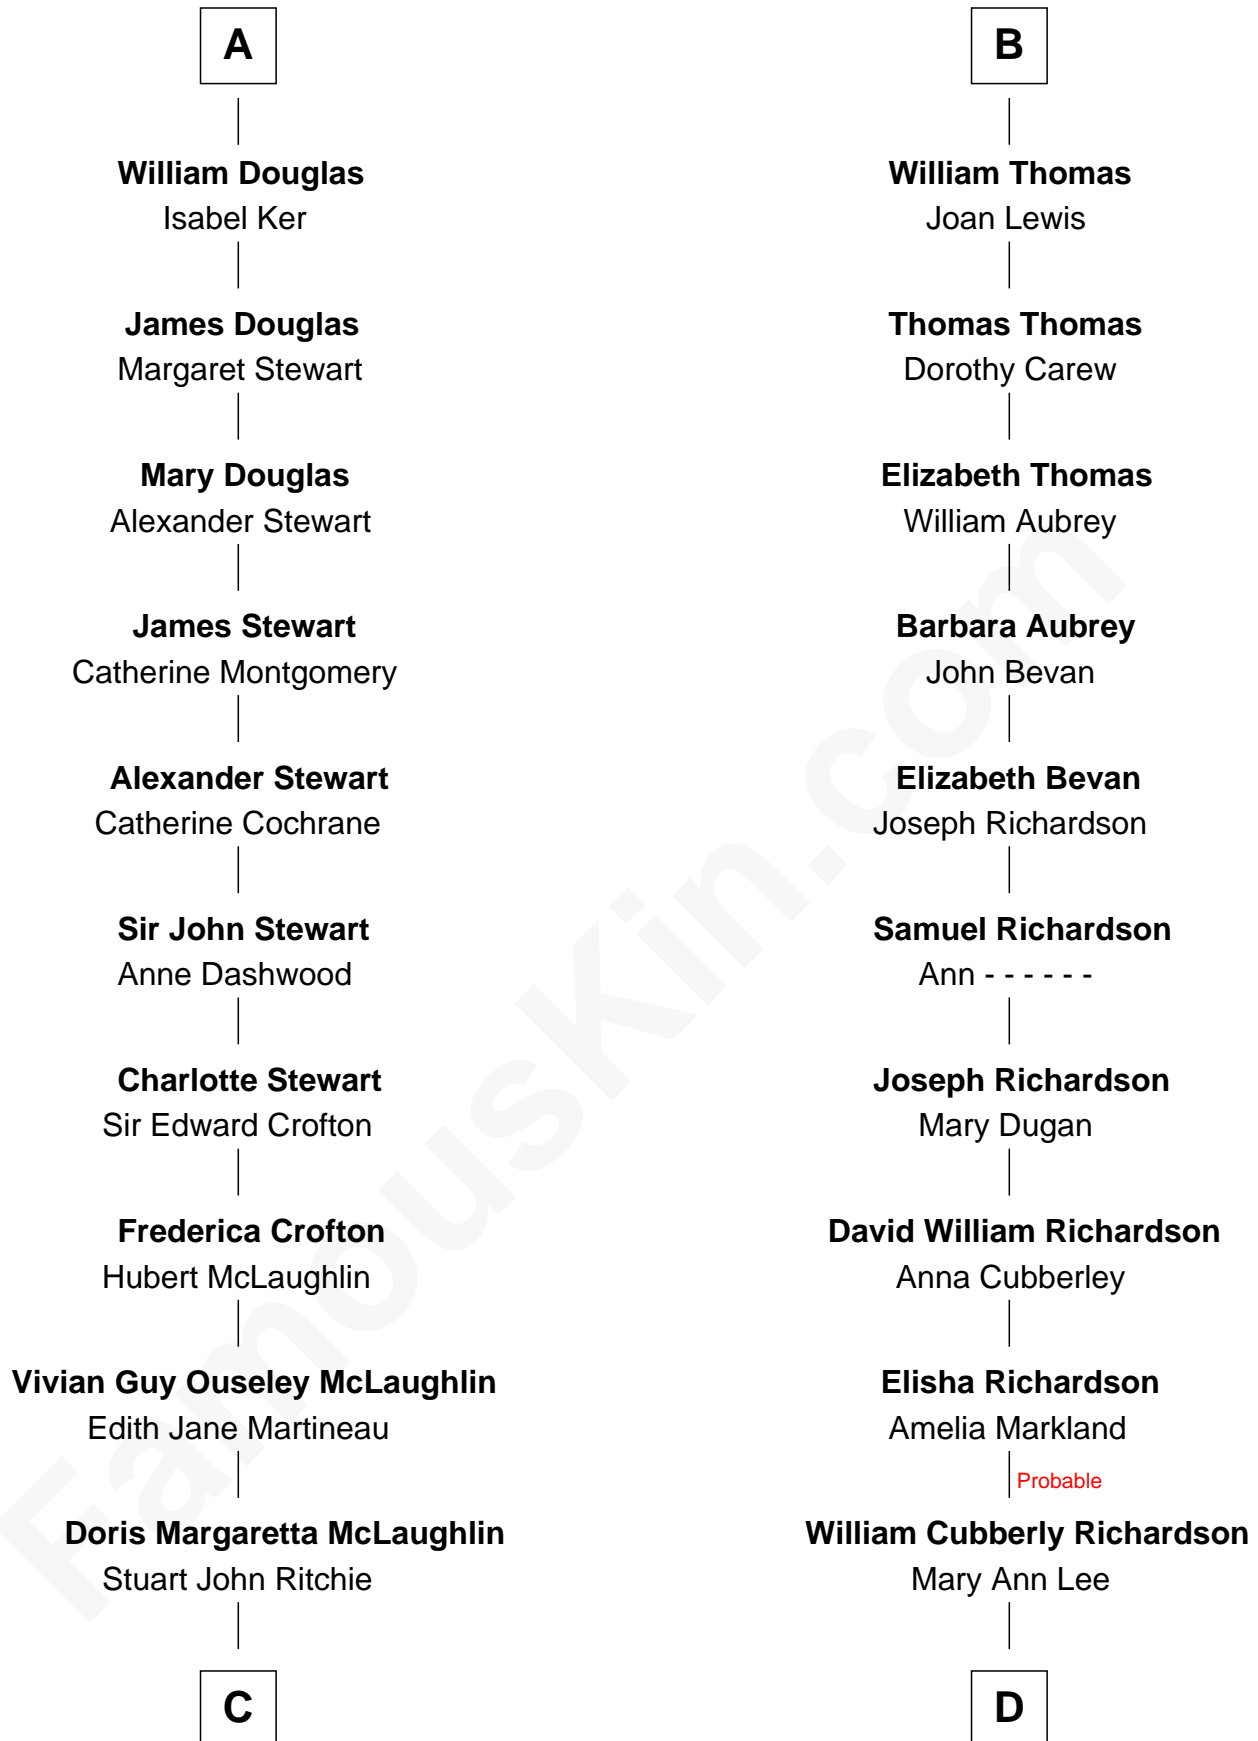 A
William Douglas
Isabel Ker
James Douglas
Margaret Stewart
Mary Douglas
Alexander Stewart
James Stewart
Catherine Montgomery
Alexander Stewart
Catherine Cochrane
Sir John Stewart
Anne Dashwood
Charlotte Stewart
Sir Edward Crofton
Frederica Crofton
Hubert McLaughlin
Vivian Guy Ouseley McLaughlin
Edith Jane Martineau
Doris Margaretta McLaughlin
Stuart John Ritchie
C
B
William Thomas
Joan Lewis
Thomas Thomas
Dorothy Carew
Elizabeth Thomas
William Aubrey
Barbara Aubrey
John Bevan
Elizabeth Bevan
Joseph Richardson
Samuel Richardson
Ann - - - - - -
Joseph Richardson
Mary Dugan
David William Richardson
Anna Cubberley
Elisha Richardson
Amelia Markland
Probable
William Cubberly Richardson
Mary Ann Lee
D
FamousKin.com